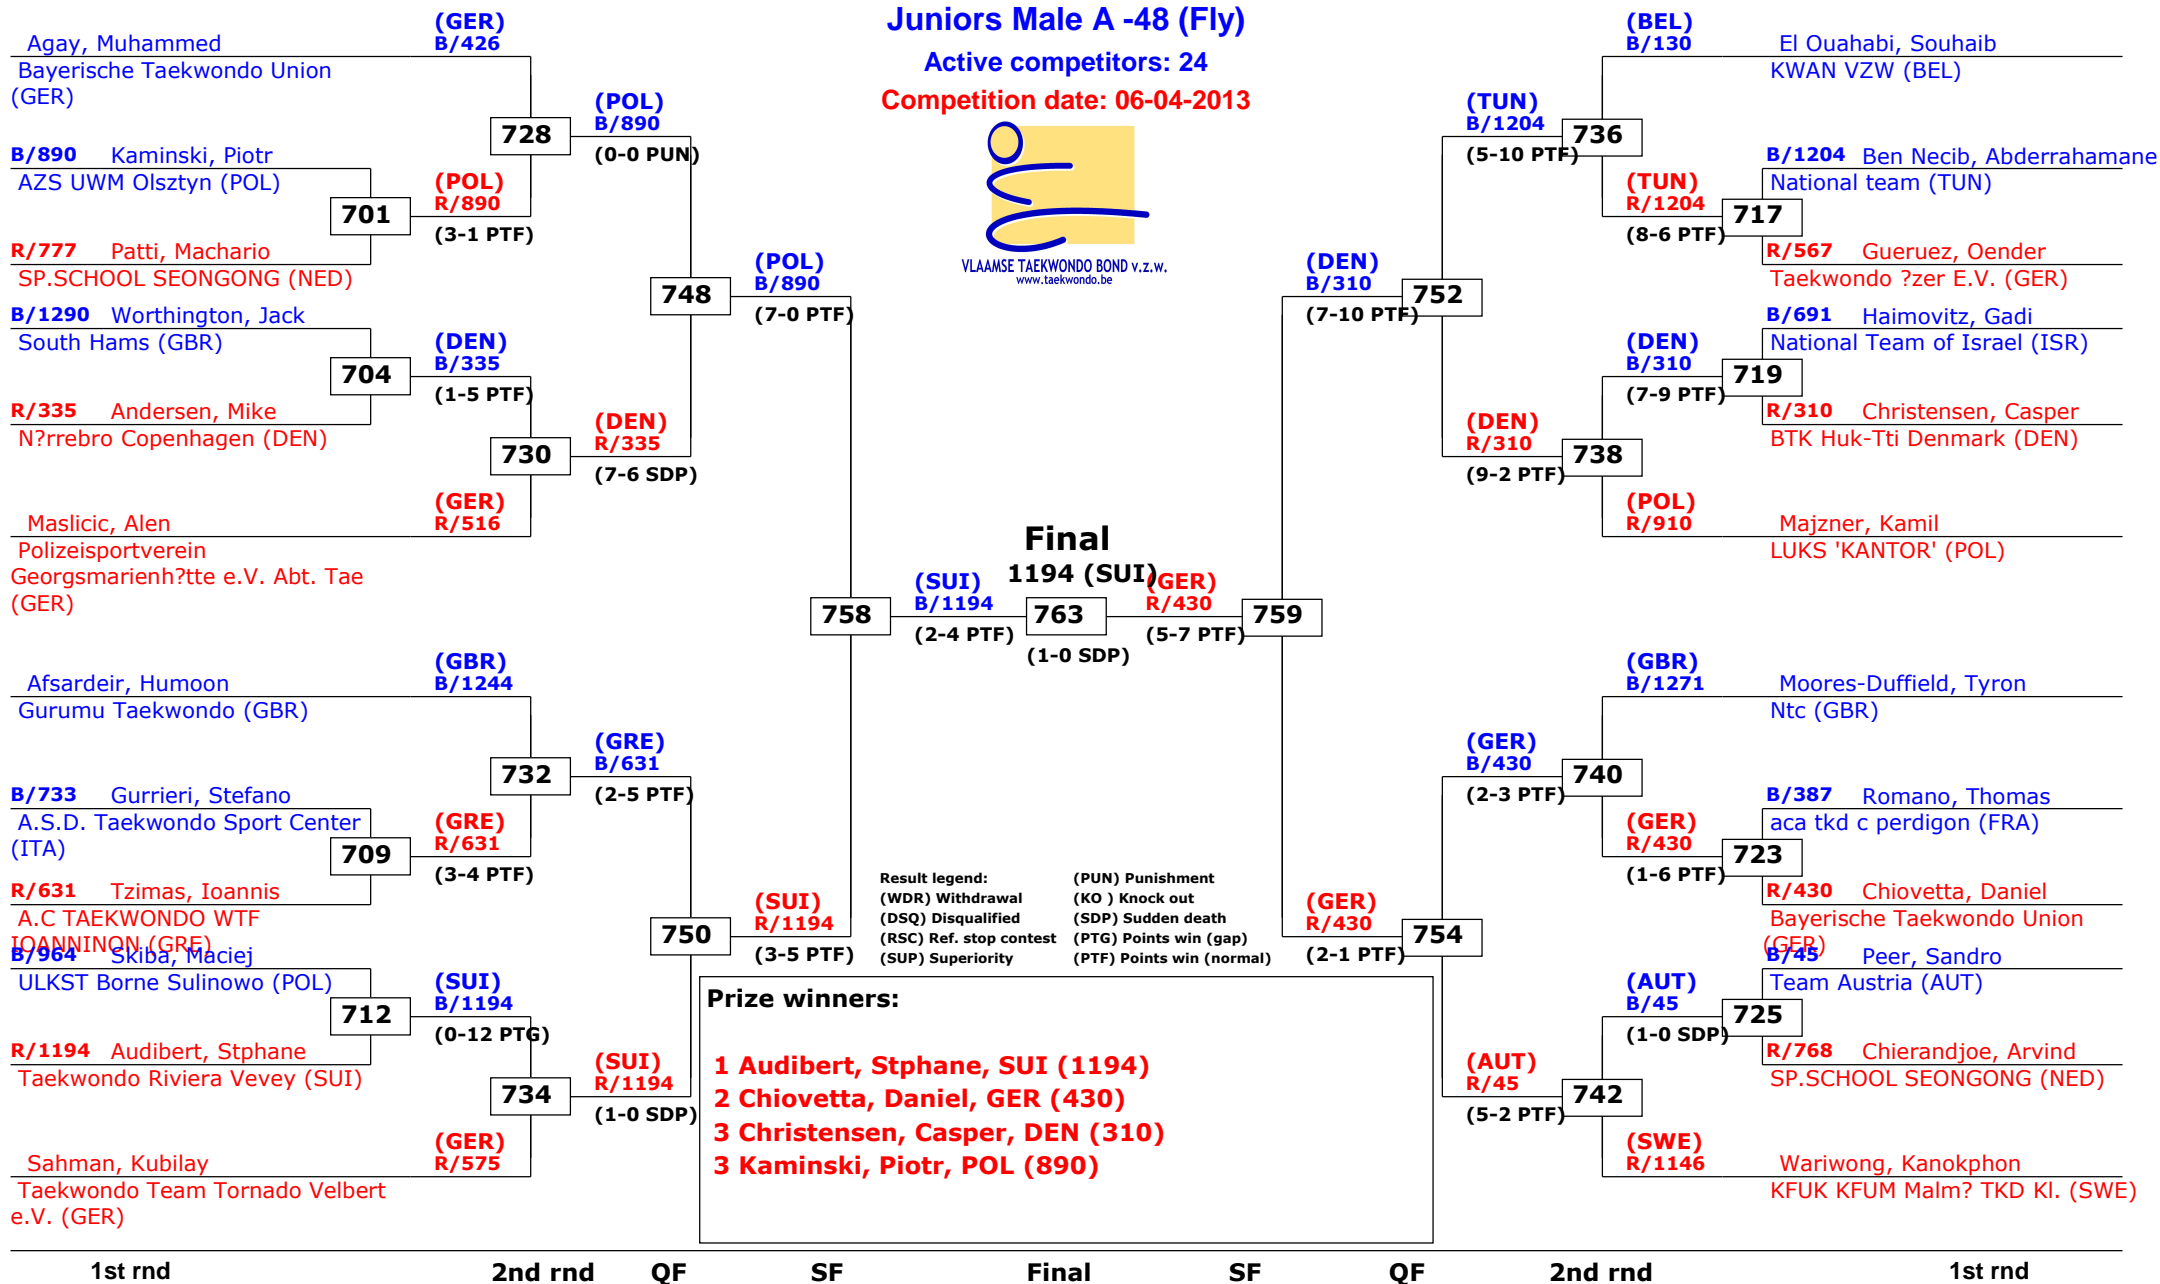 Juniors Male A -48 (Fly)
Active competitors: 24
Competition date: 06-04-2013
VLAAMSE TAEKWONDO BOND v.z.w.
www.taekwondo.be
Agay, Muhammed
(GER)
B/426
Bayerische Taekwondo Union
(GER)
728
(POL)
B/890
(0-0 PUN)
B/890 Kaminski, Piotr
AZS UWM Olsztyn (POL)
701
(POL)
R/890
(3-1 PTF)
R/777 Patti, Machario
SP.SCHOOL SEONGONG (NED)
748
(POL)
B/890
(7-0 PTF)
B/1290 Worthington, Jack
South Hams (GBR)
704
(DEN)
B/335
(1-5 PTF)
R/335 Andersen, Mike
N?rrebro Copenhagen (DEN)
730
(DEN)
R/335
(7-6 SDP)
(GER)
R/516
Maslicic, Alen
Polizeisportverein
Georgsmarienh?tte e.V. Abt. Tae
(GER)
758
(SUI)
B/1194
(2-4 PTF)
Afsardeir, Humoon
(GBR)
B/1244
Gurumu Taekwondo (GBR)
732
(GRE)
B/631
(2-5 PTF)
B/733 Gurrieri, Stefano
A.S.D. Taekwondo Sport Center
(ITA)
709
(GRE)
R/631
(3-4 PTF)
R/631 Tzimas, Ioannis
A.C TAEKWONDO WTF
IOANNINON (GRE)
750
(SUI)
R/1194
(3-5 PTF)
B/964 Skiba, Maciej
ULKST Borne Sulinowo (POL)
712
(SUI)
B/1194
(0-12 PTG)
R/1194 Audibert, Stphane
Taekwondo Riviera Vevey (SUI)
734
(SUI)
R/1194
(1-0 SDP)
(GER)
R/575
Sahman, Kubilay
Taekwondo Team Tornado Velbert
e.V. (GER)
Final
1194 (SUI)
763
(1-0 SDP)
(GER)
R/430
(5-7 PTF)
759
(BEL)
B/130
El Ouahabi, Souhaib
KWAN VZW (BEL)
(TUN)
B/1204
(5-10 PTF)
736
B/1204 Ben Necib, Abderrahamane
National team (TUN)
(TUN)
R/1204
(8-6 PTF)
717
R/567 Gueruez, Oender
Taekwondo ?zer E.V. (GER)
(DEN)
B/310
(7-10 PTF)
752
B/691 Haimovitz, Gadi
National Team of Israel (ISR)
(DEN)
B/310
(7-9 PTF)
719
R/310 Christensen, Casper
BTK Huk-Tti Denmark (DEN)
(DEN)
R/310
(9-2 PTF)
738
(POL)
R/910
Majzner, Kamil
LUKS 'KANTOR' (POL)
(GBR)
B/1271
Moores-Duffield, Tyron
Ntc (GBR)
(GER)
B/430
(2-3 PTF)
740
B/387 Romano, Thomas
aca tkd c perdigon (FRA)
(GER)
R/430
(1-6 PTF)
723
R/430 Chiovetta, Daniel
Bayerische Taekwondo Union
(GER)
(GER)
R/430
(2-1 PTF)
754
B/45 Peer, Sandro
Team Austria (AUT)
(AUT)
B/45
(1-0 SDP)
725
R/768 Chierandjoe, Arvind
SP.SCHOOL SEONGONG (NED)
(AUT)
R/45
(5-2 PTF)
742
(SWE)
R/1146
Wariwong, Kanokphon
KFUK KFUM Malm? TKD Kl. (SWE)
Result legend: (PUN) Punishment
(WDR) Withdrawal (KO ) Knock out
(DSQ) Disqualified (SDP) Sudden death
(RSC) Ref. stop contest (PTG) Points win (gap)
(SUP) Superiority (PTF) Points win (normal)
Prize winners:
1 Audibert, Stphane, SUI (1194)
2 Chiovetta, Daniel, GER (430)
3 Christensen, Casper, DEN (310)
3 Kaminski, Piotr, POL (890)
1st rnd 2nd rnd QF SF Final SF QF 2nd rnd 1st rnd